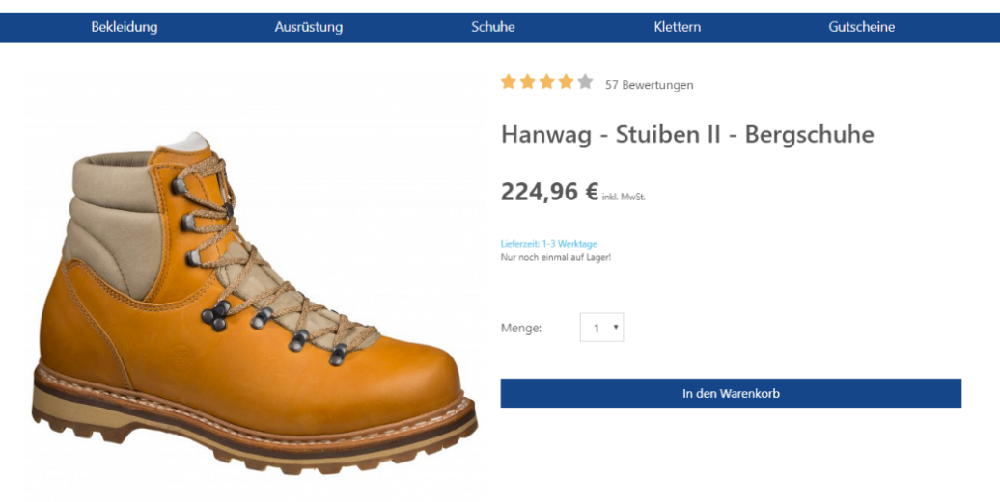 Bekleidung Ausrüstung Schuhe Klettern Gutscheine
57 Bewertungen
Hanwag - Stuiben II - Bergschuhe
224,96 € inkl. MwSt.
Lieferzeit: 1-3 Werktage
Nur noch einmal auf Lager!
Menge: 1
In den Warenkorb